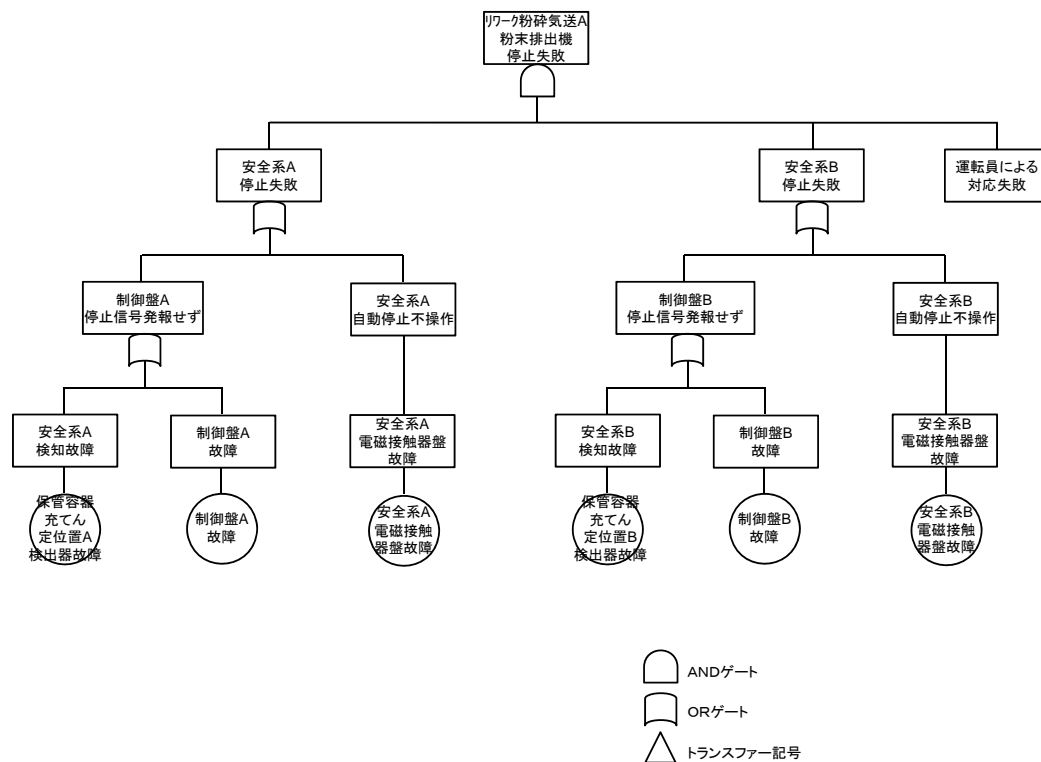 ﾘﾜｰｸ粉砕気送A
粉末排出機
停止失敗
安全系A
停止失敗
安全系B
停止失敗
運転員による
対応失敗
制御盤A
停止信号発報せず
安全系A
自動停止不操作
制御盤B
停止信号発報せず
安全系B
自動停止不操作
安全系A
検知故障
制御盤A
故障
安全系A
電磁接触器盤
故障
安全系B
検知故障
制御盤B
故障
安全系B
電磁接触器盤
故障
保管容器
充てん
定位置A
検出器故障
制御盤A
故障
安全系A
電磁接触
器盤故障
保管容器
充てん
定位置B
検出器故障
制御盤B
故障
安全系B
電磁接触
器盤故障
ANDゲート
ORゲート
トランスファー記号